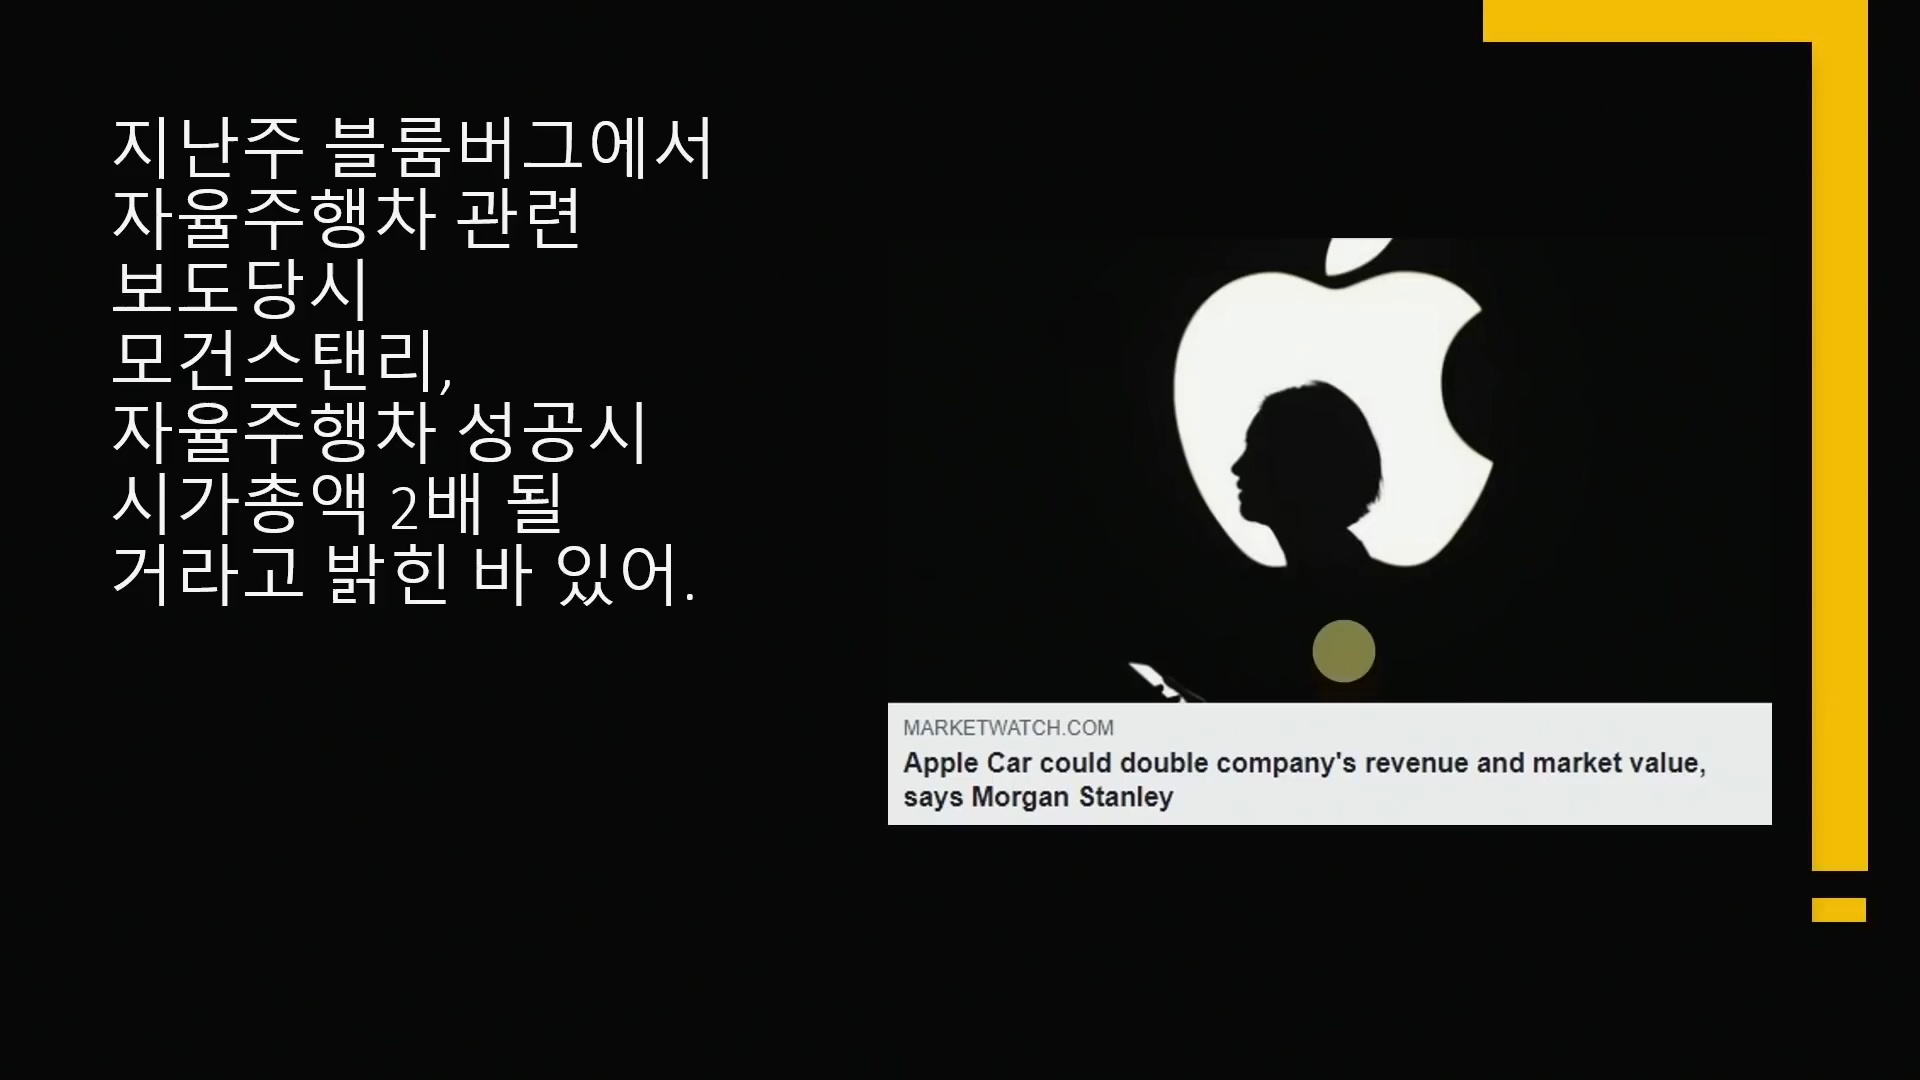 지난주 블룸버그에서
자율주행차 관련
보도당시
모건스탠리,
자율주행차 성공시
시가총액 2배 될
거라고 밝힌 바 있어.
MARKETWATCH.COM
Apple Car could double company's revenue and market value,
says Morgan Stanley